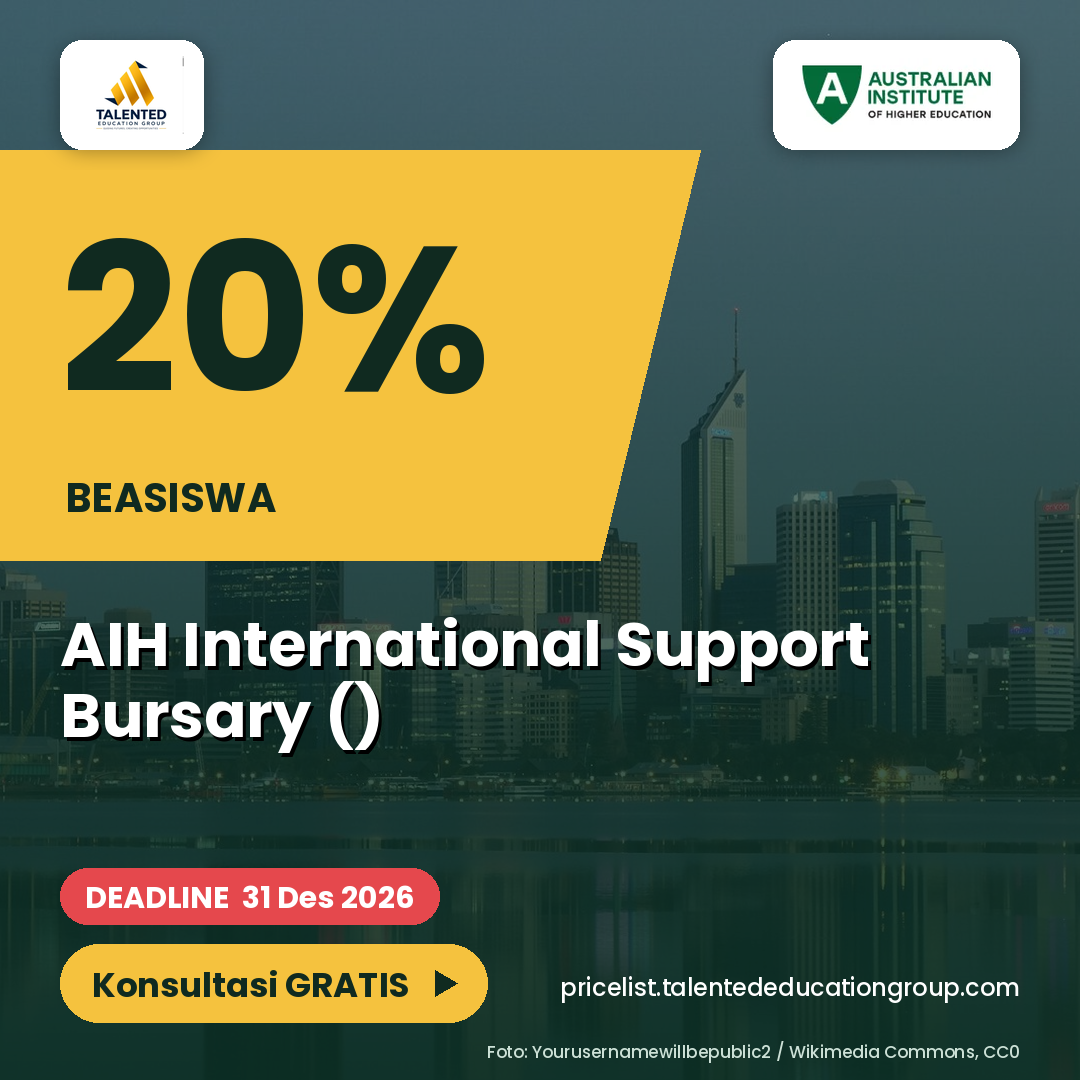 TALENTED
EDUCATION GROUP
AUSTRALIAN
INSTITUTE
OF HIGHER EDUCATION
20%
BEASISWA
AIH International Support
Bursary ()
DEADLINE 31 Des 2026
Konsultasi GRATIS
pricelist.talentededucationgroup.com
Foto: Yourusernamewillbepublic2 / Wikimedia Commons, CC0